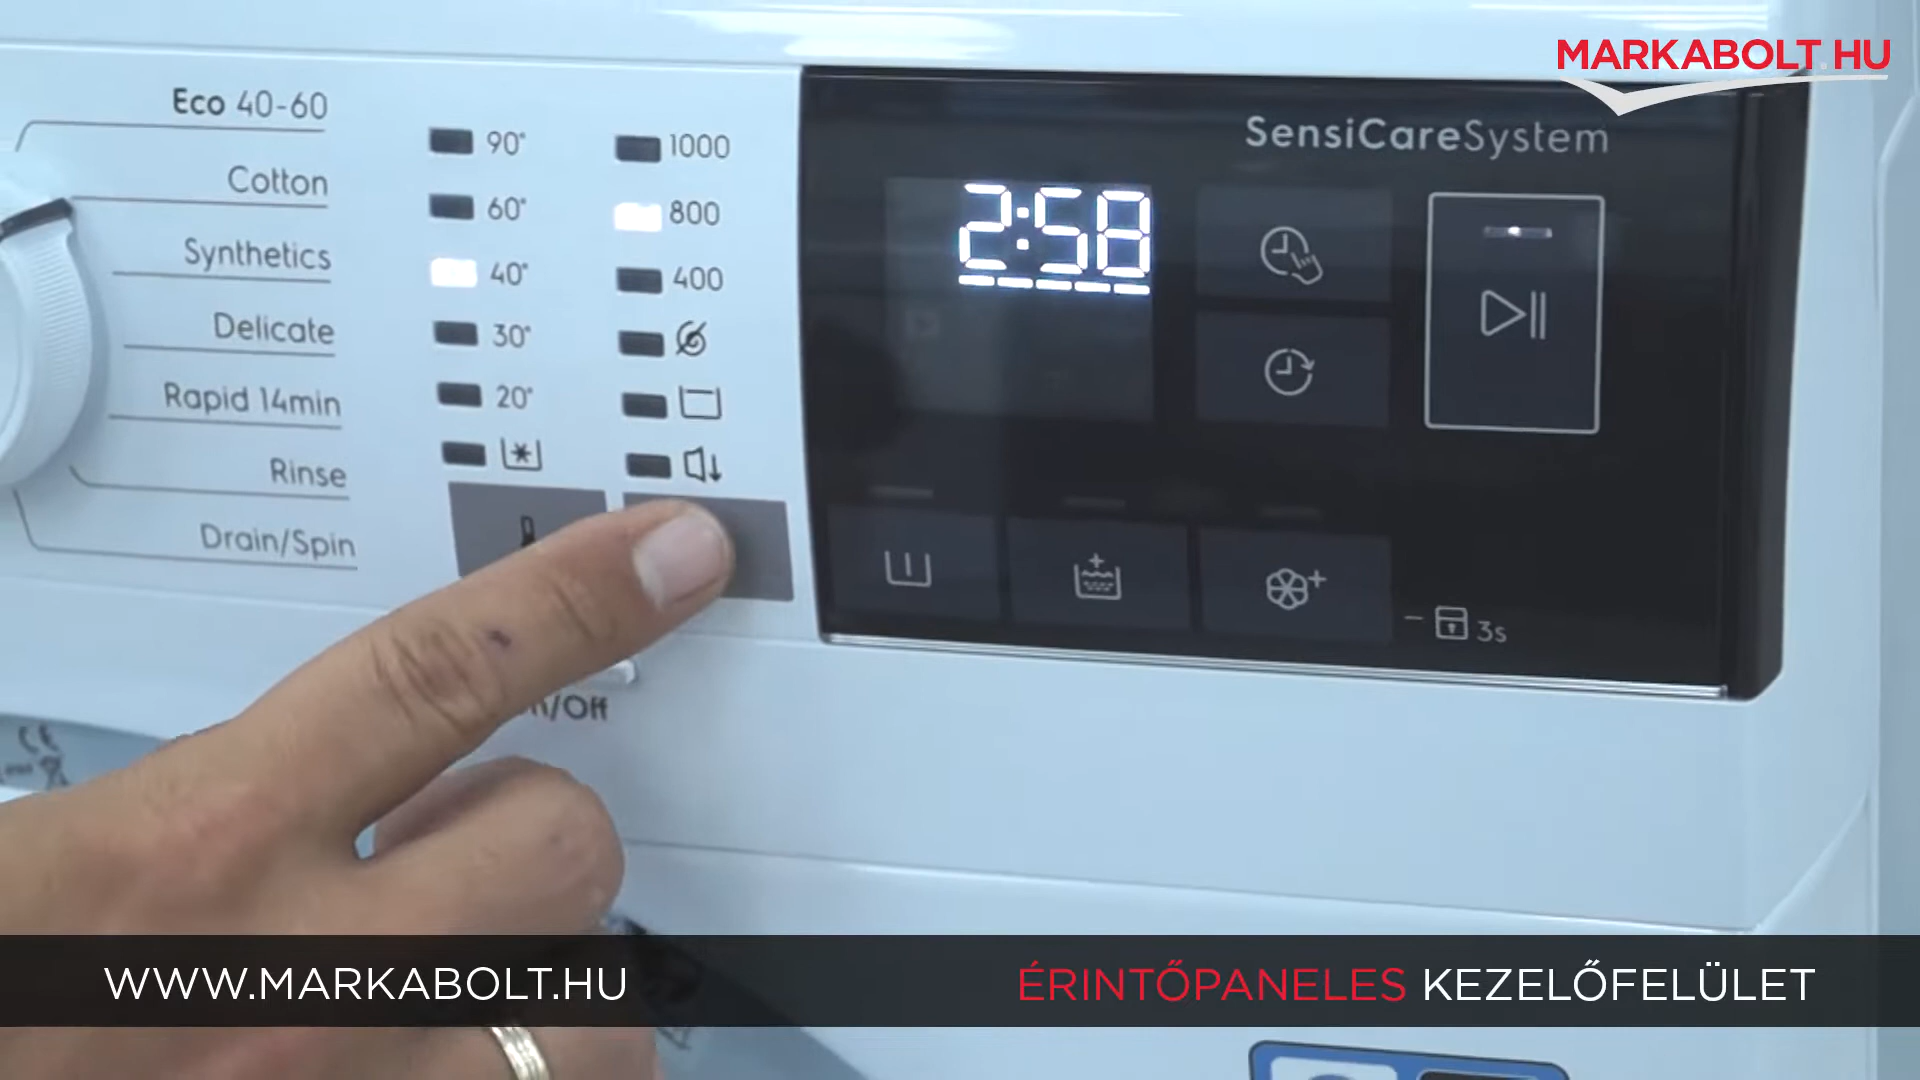 MARKABOLT.HU
SensiCareSystem
Eco 40-60
Cotton
Synthetics
Delicate
Rapid 14min
Rinse
Drain/Spin
90°
60°
40°
30°
20°
1000
800
400
2:58
3s
/Off
CE
WWW.MARKABOLT.HU
ÉRINTŐPANELES KEZELŐFELÜLET